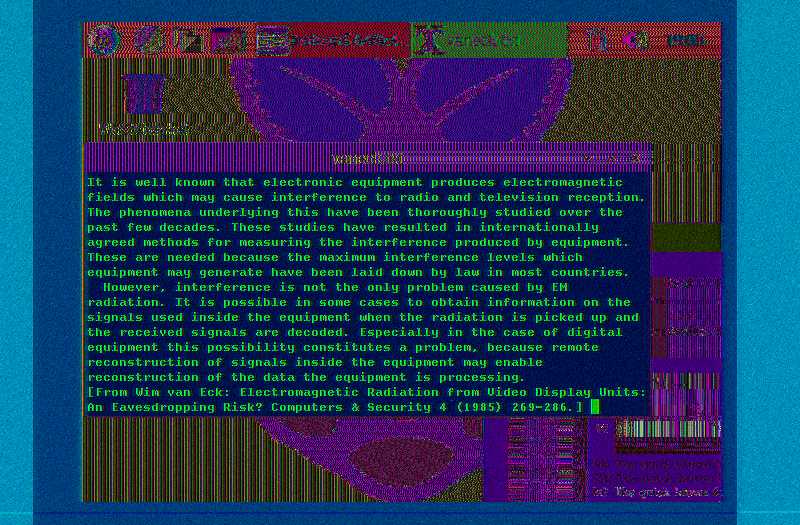 It is well known that electronic equipment produces electromagnetic
fields which may cause interference to radio and television reception.
The phenomena underlying this have been thoroughly studied over the
past few decades. These studies have resulted in internationally
agreed methods for measuring the interference produced by equipment.
These are needed because the maximum interference levels which
equipment may generate have been laid down by law in most countries.
However, interference is not the only problem caused by EM
radiation. It is possible in some cases to obtain information on the
signals used inside the equipment when the radiation is picked up and
the received signals are decoded. Especially in the case of digital
equipment this possibility constitutes a problem, because remote
reconstruction of signals inside the equipment may enable
reconstruction of the data the equipment is processing.
[From Wim van Eck: Electromagnetic Radiation from Video Display Units:
An Eavesdropping Risk? Computers & Security 4 (1985) 269-286.]
The quick brown